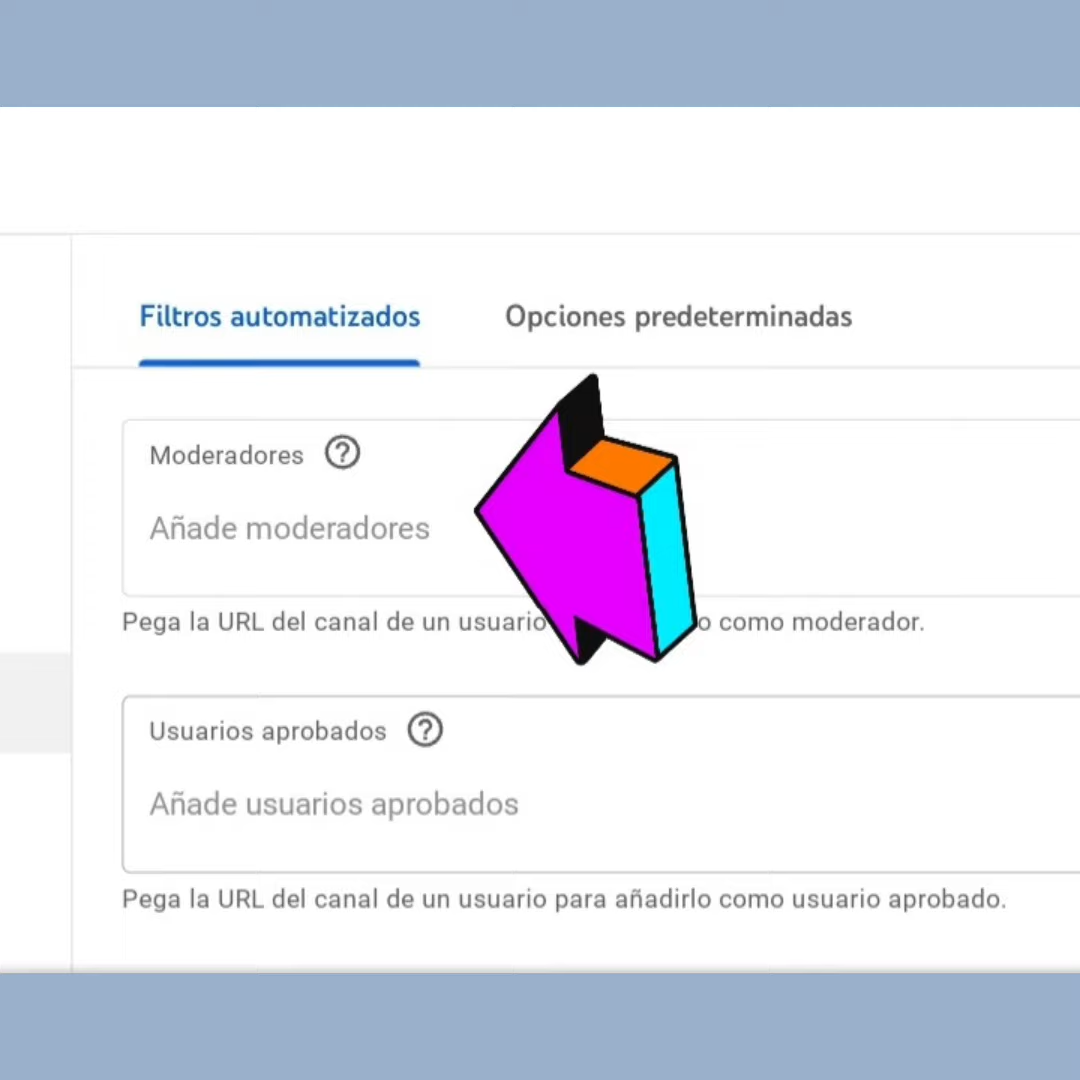 Filtros automatizados
Opciones predeterminadas
Moderadores
Añade moderadores
Pega la URL del canal de un usuario o como moderador.
Usuarios aprobados
Añade usuarios aprobados
Pega la URL del canal de un usuario para añadirlo como usuario aprobado.